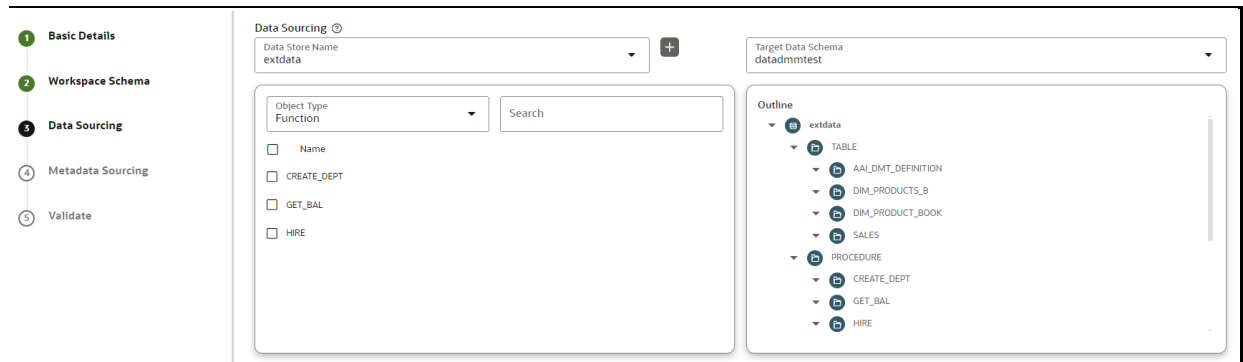 1 Basic Details
2 Workspace Schema
3 Data Sourcing
4 Metadata Sourcing
5 Validate
Data Sourcing ?
Data Store Name
extdata
+
Target Data Schema
datadmmtest
Object Type
Function
Search
Name
CREATE_DEPT
GET_BAL
HIRE
Outline
extdata
TABLE
AAI_DMT_DEFINITION
DIM_PRODUCTS_B
DIM_PRODUCT_BOOK
SALES
PROCEDURE
CREATE_DEPT
GET_BAL
HIRE